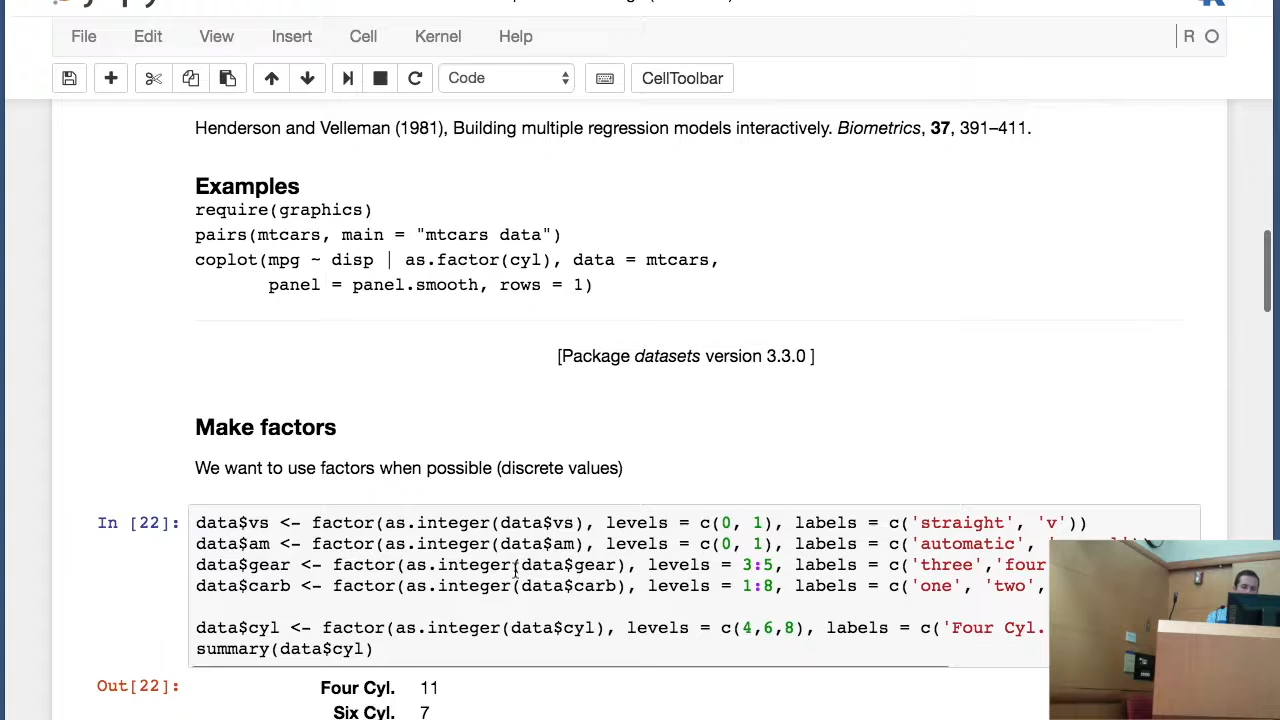 File Edit View Insert Cell Kernel Help R
Code CellToolbar
Henderson and Velleman (1981), Building multiple regression models interactively. Biometrics, 37, 391–411.
Examples
require(graphics)
pairs(mtcars, main = "mtcars data")
coplot(mpg ~ disp | as.factor(cyl), data = mtcars,
panel = panel.smooth, rows = 1)
[Package datasets version 3.3.0 ]
Make factors
We want to use factors when possible (discrete values)
In [22]: data$vs <- factor(as.integer(data$vs), levels = c(0, 1), labels = c('straight', 'v'))
data$am <- factor(as.integer(data$am), levels = c(0, 1), labels = c('automatic',
data$gear <- factor(as.integer(data$gear), levels = 3:5, labels = c('three','four
data$carb <- factor(as.integer(data$carb), levels = 1:8, labels = c('one', 'two',
data$cyl <- factor(as.integer(data$cyl), levels = c(4,6,8), labels = c('Four Cyl.
summary(data$cyl)
Out[22]: Four Cyl. 11
Six Cyl. 7